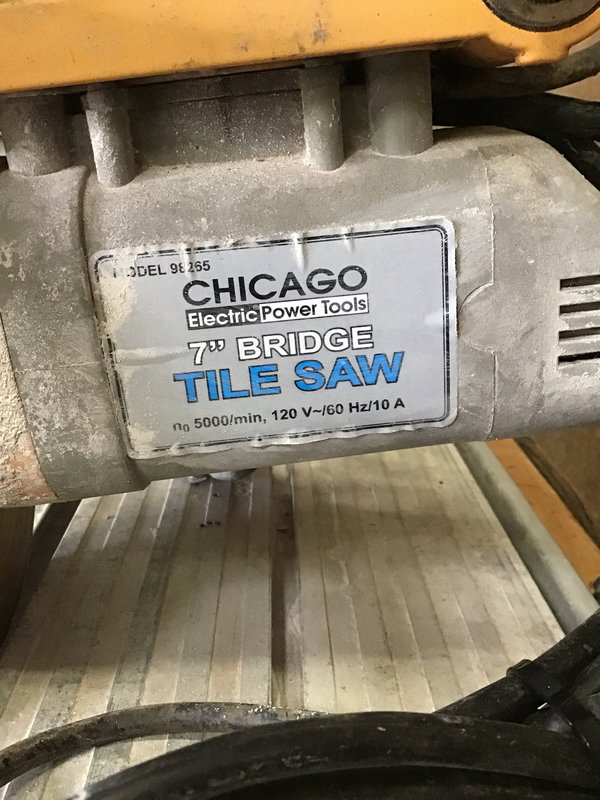 MODEL 98265
CHICAGO
Electric® Power Tools
7” BRIDGE
TILE SAW
n₀ 5000/min, 120 V~/60 Hz/10 A